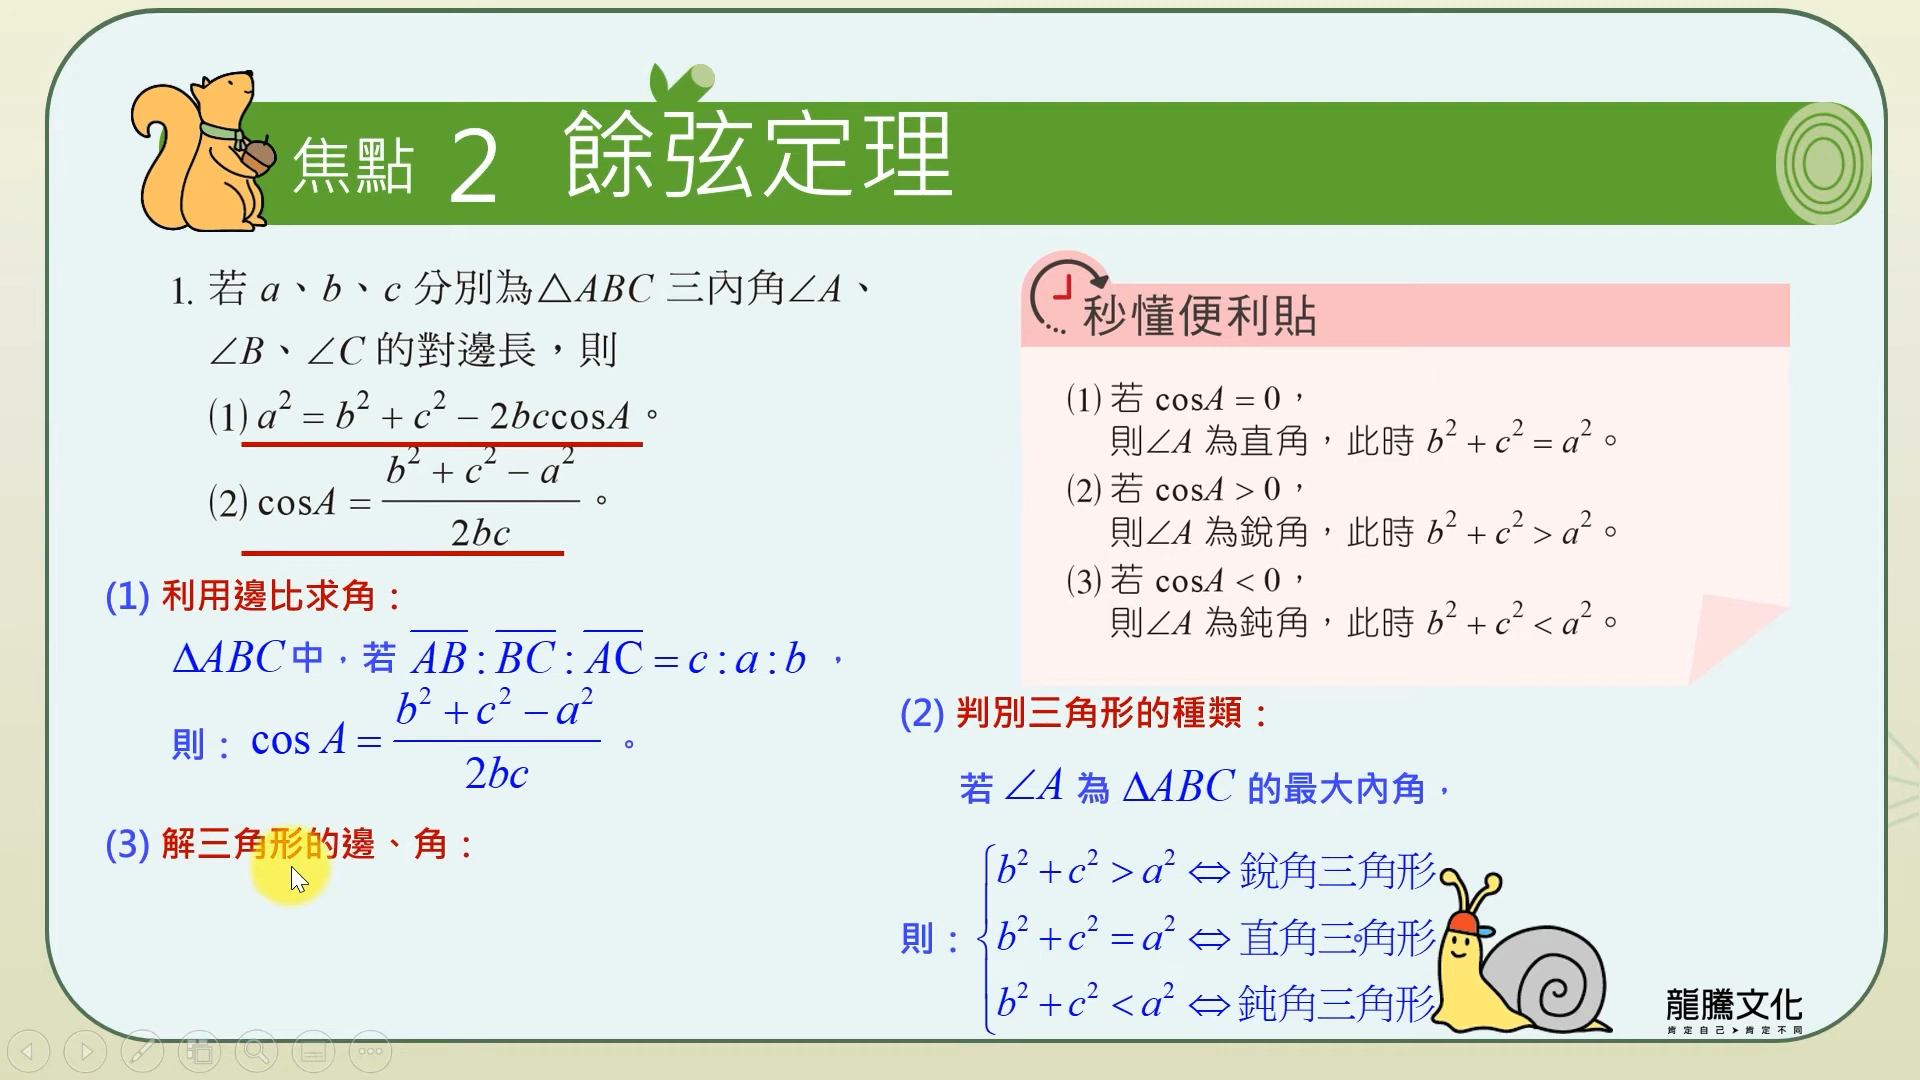 焦點 2 餘弦定理
1. 若 a、b、c 分別為△ABC 三內角∠A、
∠B、∠C 的對邊長，則
(1) a² = b² + c² − 2bccosA。
(2) cosA = (b² + c² − a²) / 2bc。
(1) 利用邊比求角：
ΔABC 中，若 A̅B̅ : B̅C̅ : A̅C̅ = c : a : b ，
則： cos A = (b² + c² − a²) / 2bc 。
(3) 解三角形的邊、角：
秒懂便利貼
(1) 若 cosA = 0，
則∠A 為直角，此時 b² + c² = a²。
(2) 若 cosA > 0，
則∠A 為銳角，此時 b² + c² > a²。
(3) 若 cosA < 0，
則∠A 為鈍角，此時 b² + c² < a²。
(2) 判別三角形的種類：
若 ∠A 為 ΔABC 的最大內角，
則： { b² + c² > a² ⇔ 銳角三角形
b² + c² = a² ⇔ 直角三角形 。
b² + c² < a² ⇔ 鈍角三角形
龍騰文化
肯定自己➤肯定不同